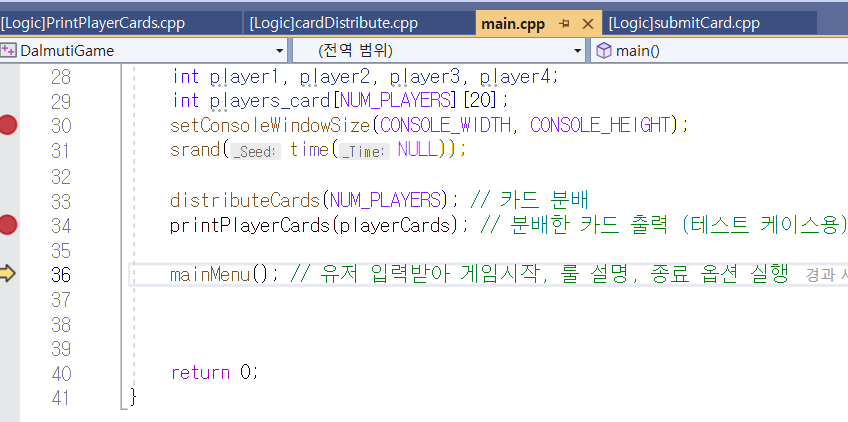 [Logic]PrintPlayerCards.cpp [Logic]cardDistribute.cpp main.cpp [Logic]submitCard.cpp
DalmutiGame (전역 범위) main()
28 int player1, player2, player3, player4;
29 int players_card[NUM_PLAYERS][20];
30 setConsoleWindowSize(CONSOLE_WIDTH, CONSOLE_HEIGHT);
31 srand(_Seed: time(_Time: NULL));
32
33 distributeCards(NUM_PLAYERS); // 카드 분배
34 printPlayerCards(playerCards); // 분배한 카드 출력 (테스트 케이스용)
35
36 mainMenu(); // 유저 입력받아 게임시작, 룰 설명, 종료 옵션 실행 경과
37
38
39
40 return 0;
41 }